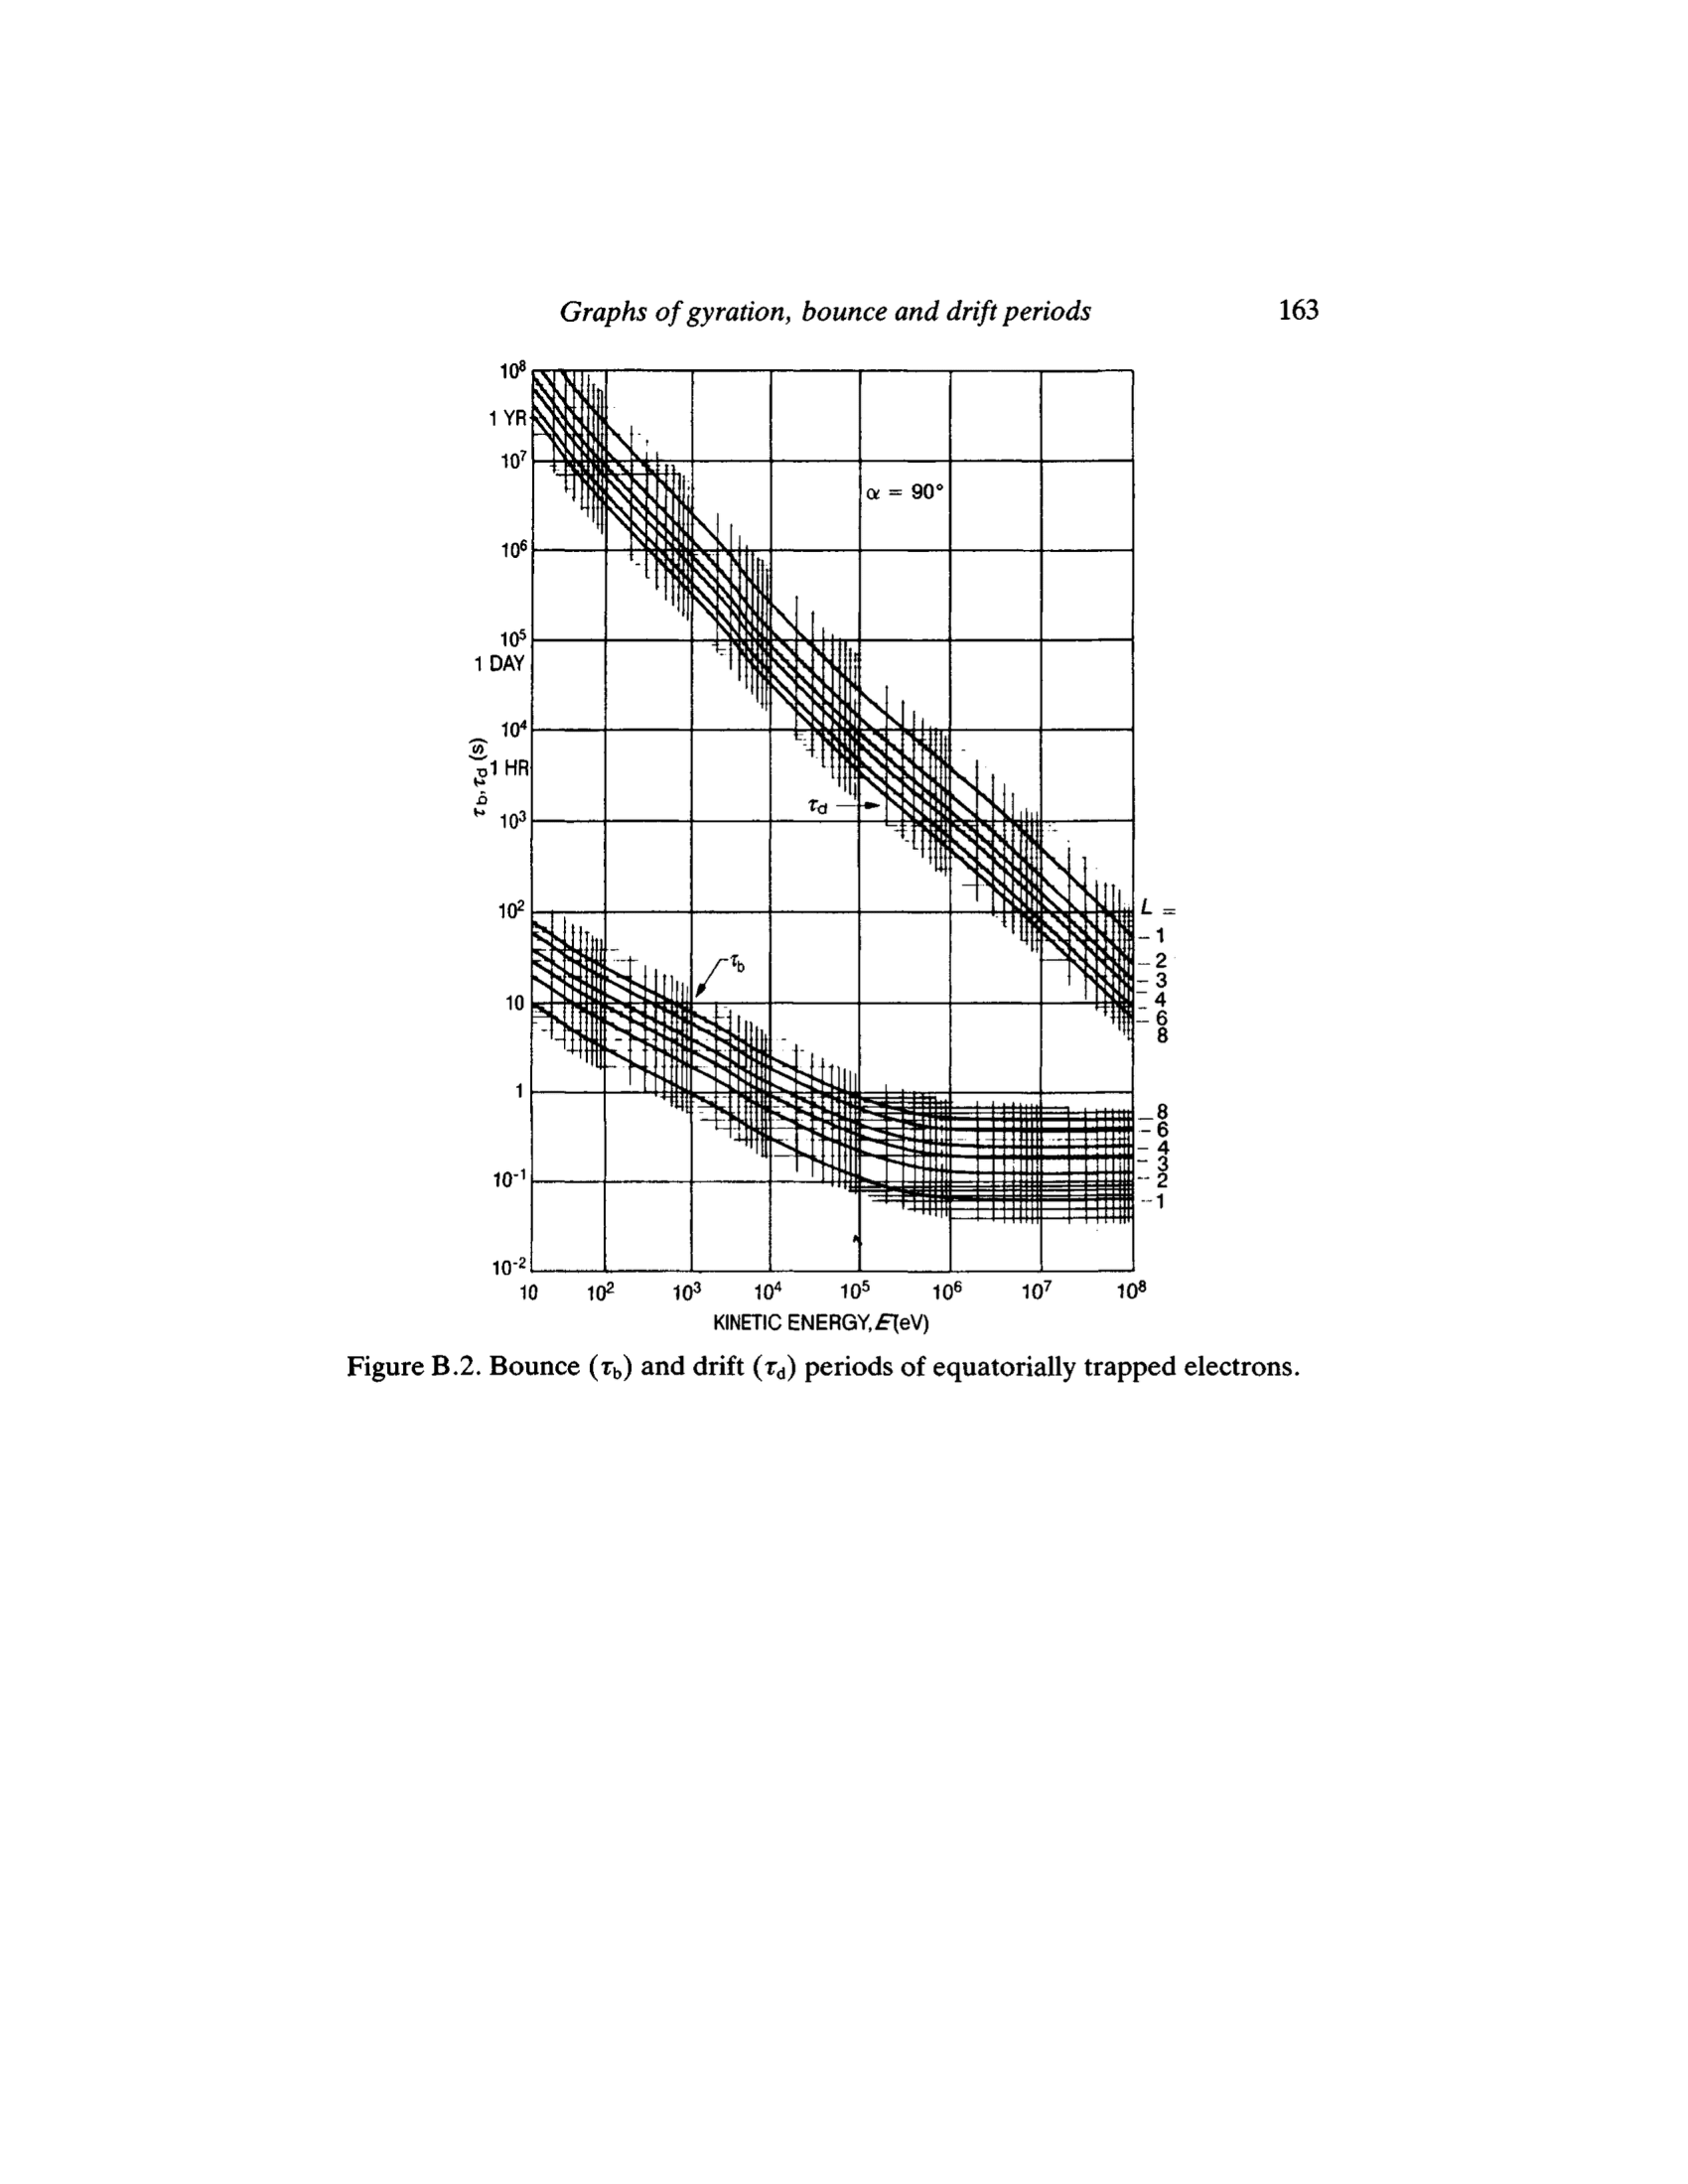 Graphs of gyration, bounce and drift periods 163
10⁸
1 YR
10⁷
α = 90°
10⁶
10⁵
1 DAY
10⁴
1 HR
τb, τd (s)
τd
10³
10²
L =
1
2
3
4
6
8
τb
10
1
8
6
4
3
2
1
10⁻¹
10⁻²
10 10² 10³ 10⁴ 10⁵ 10⁶ 10⁷ 10⁸
KINETIC ENERGY, E (eV)
Figure B.2. Bounce (τb) and drift (τd) periods of equatorially trapped electrons.